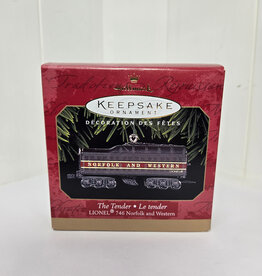 Hallmark
KEEPSAKE
ORNAMENT
DÉCORATION DES FÊTES
NORFOLK AND WESTERN
The Tender • Le tender
LIONEL® 746 Norfolk and Western